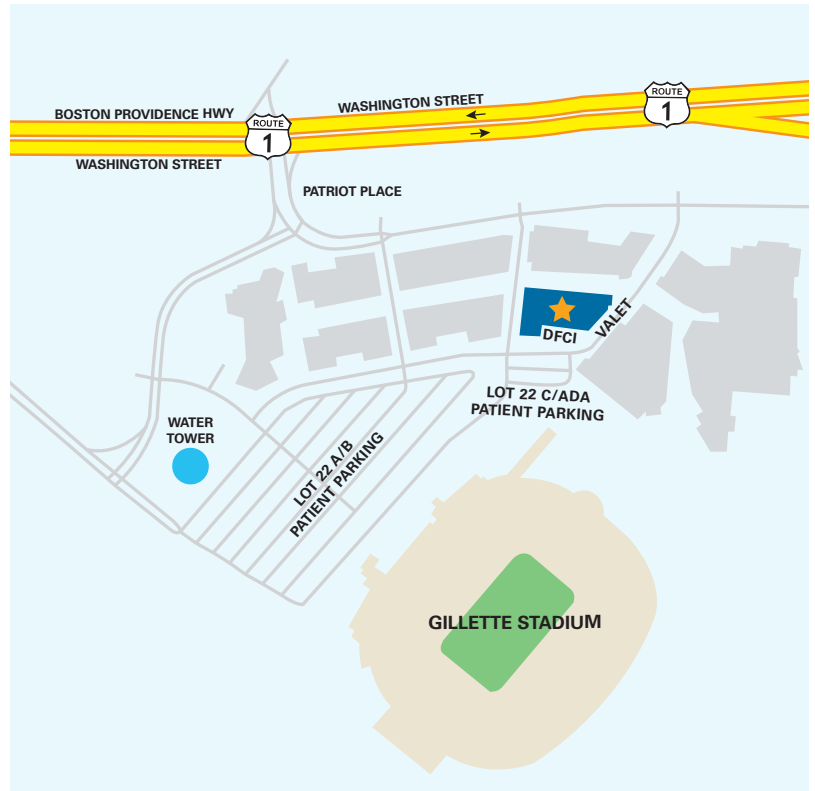 WASHINGTON STREET
ROUTE
1
BOSTON PROVIDENCE HWY
ROUTE
1
WASHINGTON STREET
PATRIOT PLACE
VALET
DFCI
LOT 22 C/ADA
PATIENT PARKING
WATER
TOWER
LOT 22 A/B
PATIENT PARKING
GILLETTE STADIUM